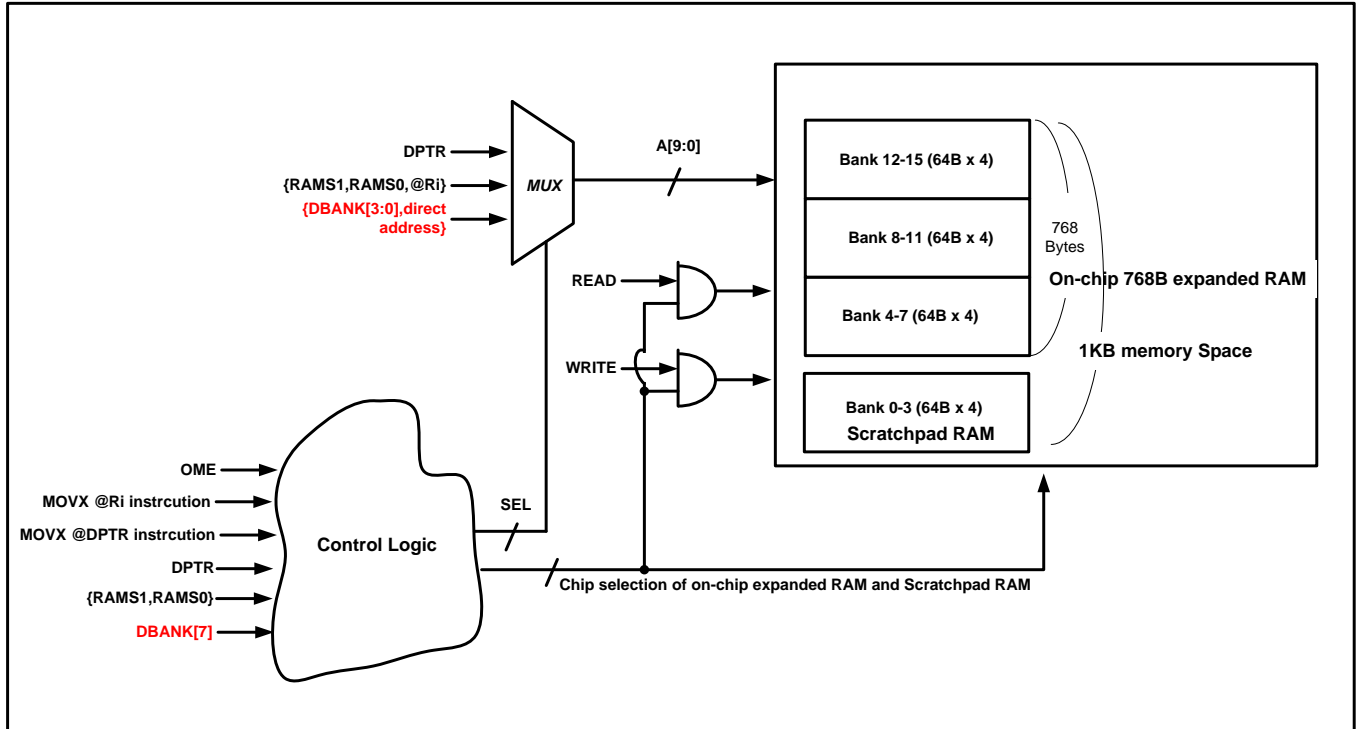 DPTR
{RAMS1,RAMS0,@Ri}
{DBANK[3:0],direct
address}
MUX
A[9:0]
READ
WRITE
Bank 12-15 (64B x 4)
Bank 8-11 (64B x 4)
Bank 4-7 (64B x 4)
768
Bytes
On-chip 768B expanded RAM
1KB memory Space
Bank 0-3 (64B x 4)
Scratchpad RAM
OME
MOVX @Ri instrcution
MOVX @DPTR instrcution
DPTR
{RAMS1,RAMS0}
DBANK[7]
Control Logic
SEL
Chip selection of on-chip expanded RAM and Scratchpad RAM